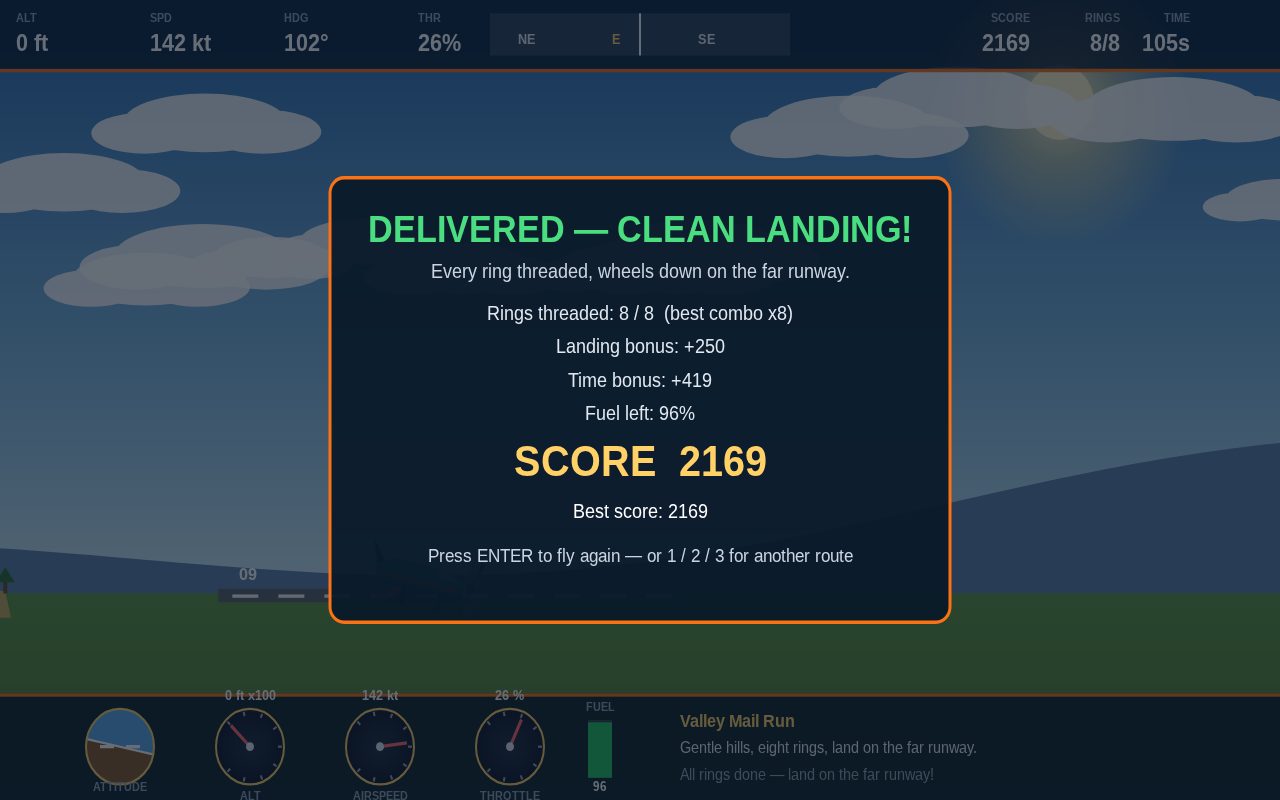 ALT SPD HDG THR SCORE RINGS TIME
0 ft 142 kt 102° 26% NE E SE 2169 8/8 105s
DELIVERED — CLEAN LANDING!
Every ring threaded, wheels down on the far runway.
Rings threaded: 8 / 8 (best combo x8)
Landing bonus: +250
Time bonus: +419
Fuel left: 96%
SCORE 2169
Best score: 2169
Press ENTER to fly again — or 1 / 2 / 3 for another route
09
0 ft x100 142 kt 26 %
FUEL
Valley Mail Run
Gentle hills, eight rings, land on the far runway.
All rings done — land on the far runway!
96
ATTITUDE ALT AIRSPEED THROTTLE